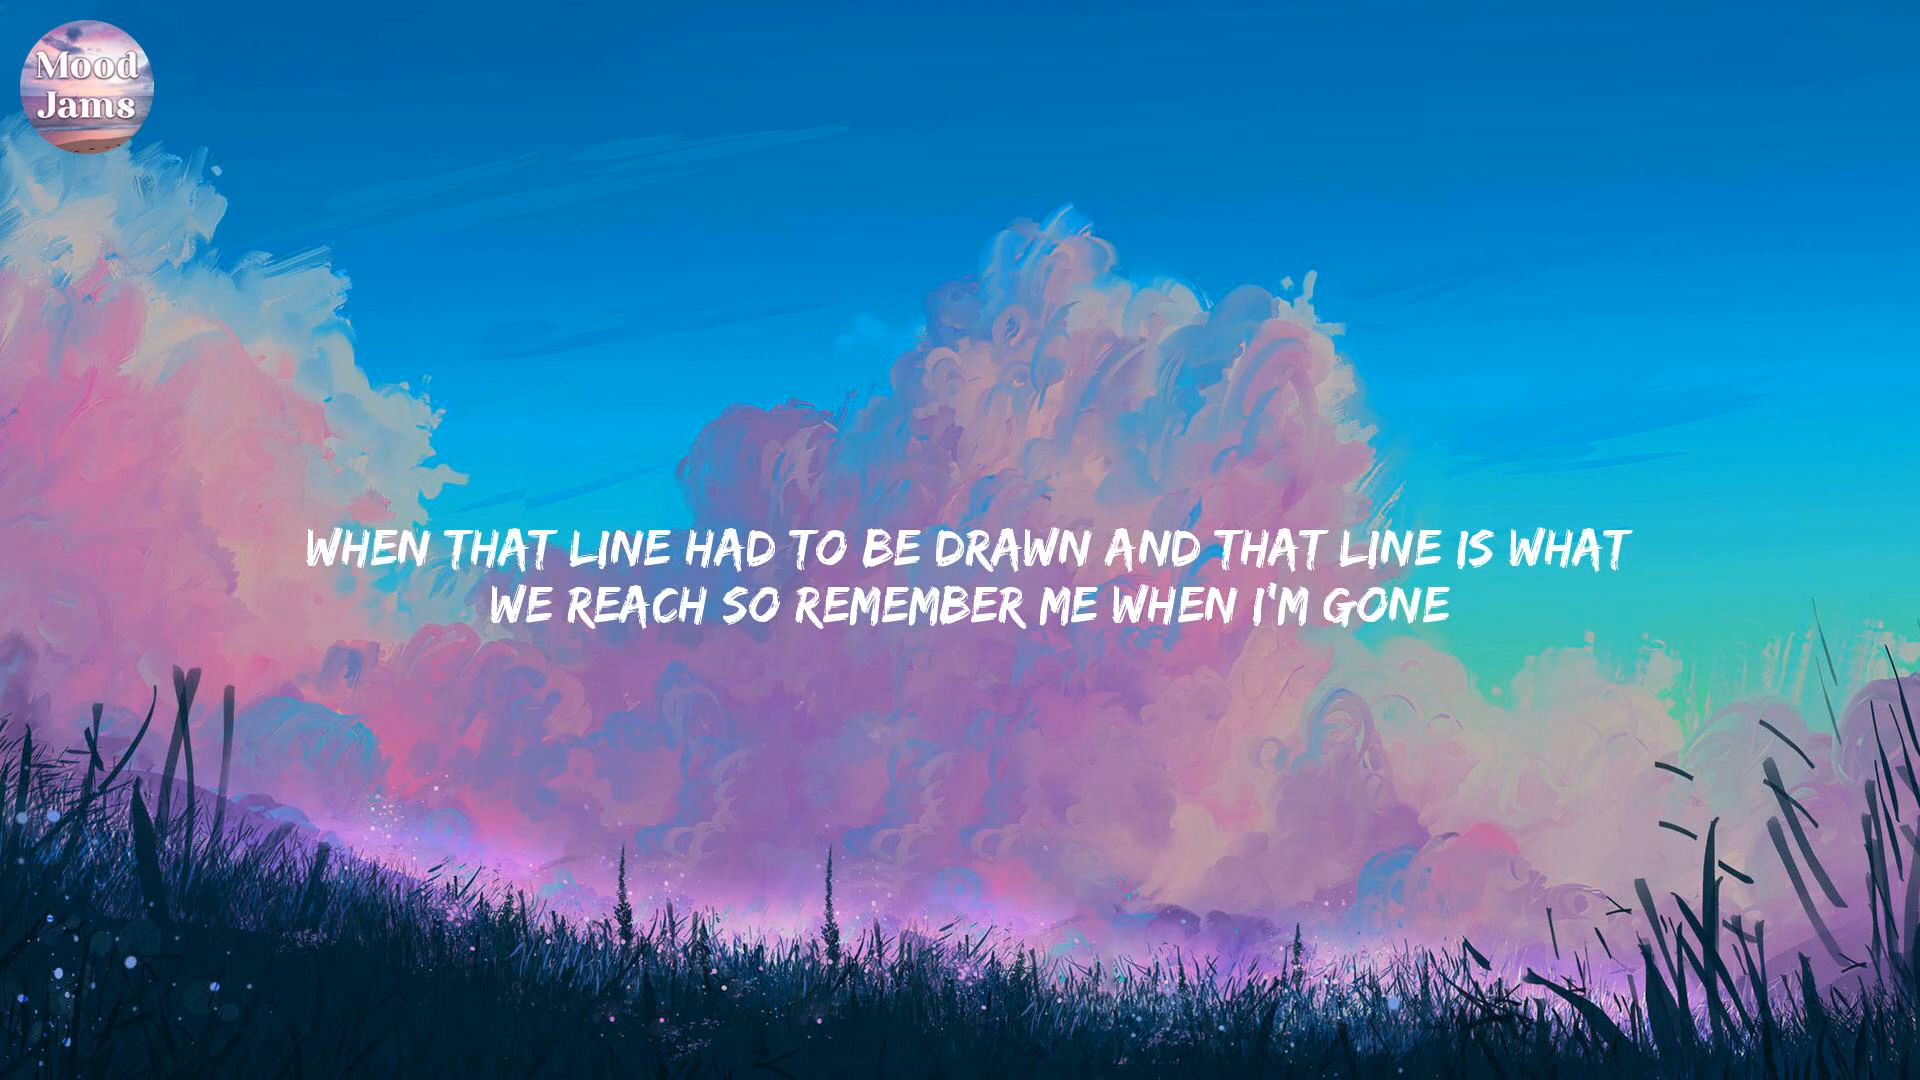 Mood
Jams
WHEN THAT LINE HAD TO BE DRAWN AND THAT LINE IS WHAT
WE REACH SO REMEMBER ME WHEN I'M GONE